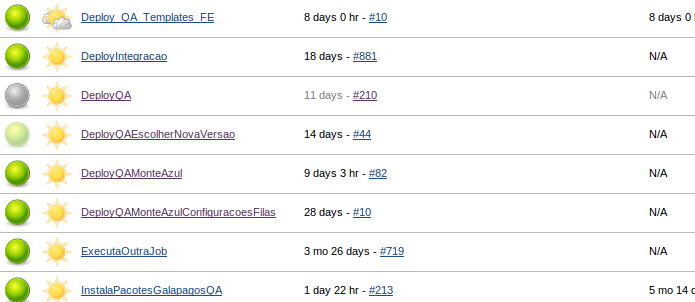 Deploy_QA_Templates_FE 8 days 0 hr - #10 8 days 0
DeployIntegracao 18 days - #881 N/A
DeployQA 11 days - #210 N/A
DeployQAEscolherNovaVersao 14 days - #44 N/A
DeployQAMonteAzul 9 days 3 hr - #82 N/A
DeployQAMonteAzulConfiguracoesFilas 28 days - #10 N/A
ExecutaOutraJob 3 mo 26 days - #719 N/A
InstalaPacotesGalapagosQA 1 day 22 hr - #213 5 mo 14